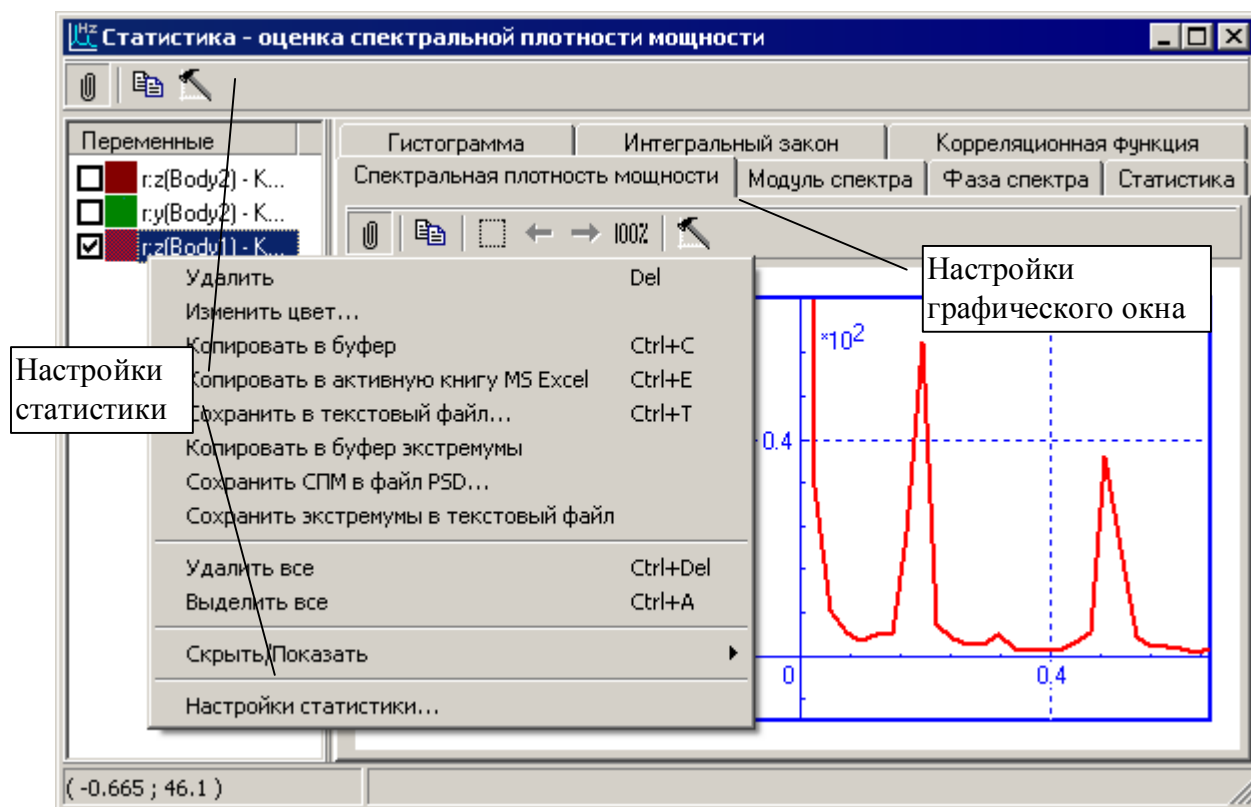 Hz
Статистика - оценка спектральной плотности мощности
Переменные
r:z(Body2) - K...
r:y(Body2) - K...
r:z(Body1) - K...
Гистограмма
Интегральный закон
Корреляционная функция
Спектральная плотность мощности
Модуль спектра
Фаза спектра
Статистика
100%
Настройки
графического окна
Удалить Del
Изменить цвет...
Копировать в буфер Ctrl+C
Копировать в активную книгу MS Excel Ctrl+E
Сохранить в текстовый файл... Ctrl+T
Копировать в буфер экстремумы
Сохранить СПМ в файл PSD...
Сохранить экстремумы в текстовый файл
Удалить все Ctrl+Del
Выделить все Ctrl+A
Скрыть/Показать
Настройки статистики...
Настройки
статистики
*102
0.4
0
0.4
( -0.665 ; 46.1 )